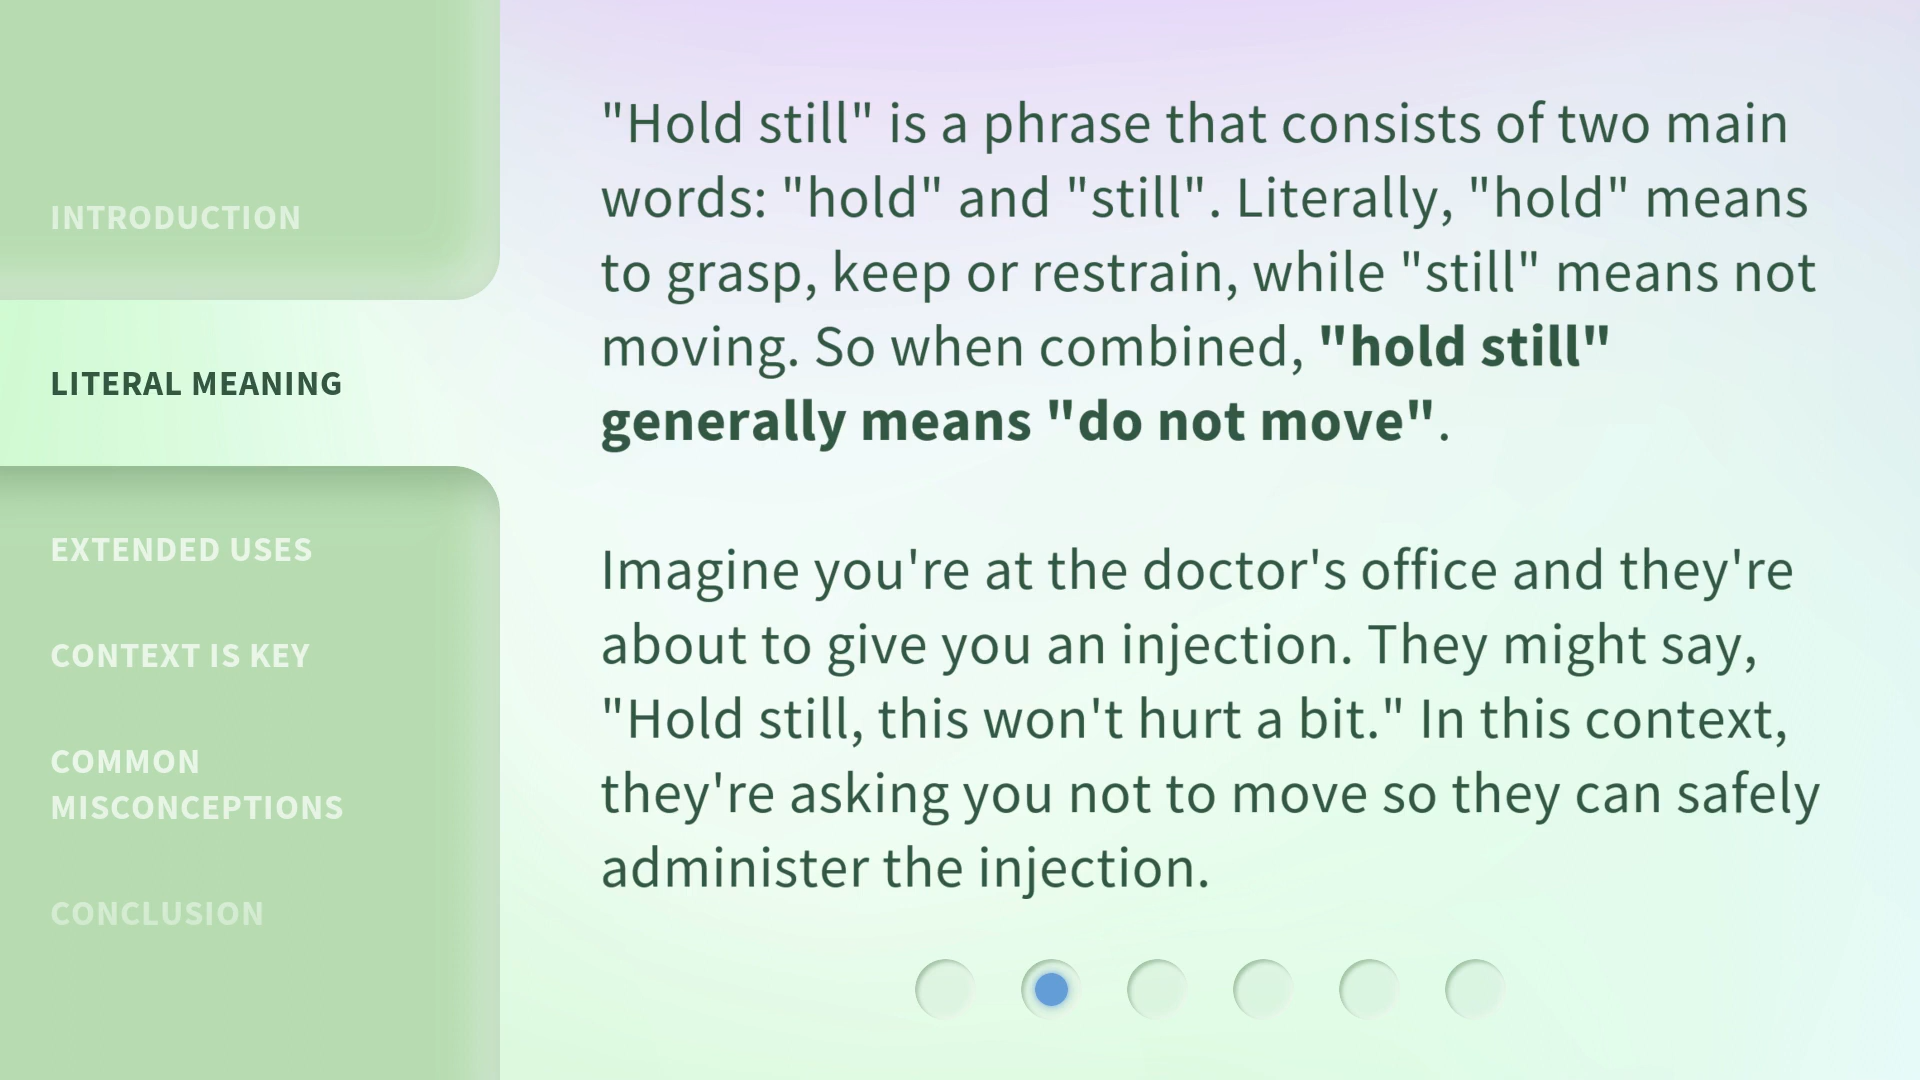 INTRODUCTION
LITERAL MEANING
EXTENDED USES
CONTEXT IS KEY
COMMON
MISCONCEPTIONS
CONCLUSION
"Hold still" is a phrase that consists of two main
words: "hold" and "still". Literally, "hold" means
to grasp, keep or restrain, while "still" means not
moving. So when combined, "hold still"
generally means "do not move".
Imagine you're at the doctor's office and they're
about to give you an injection. They might say,
"Hold still, this won't hurt a bit." In this context,
they're asking you not to move so they can safely
administer the injection.